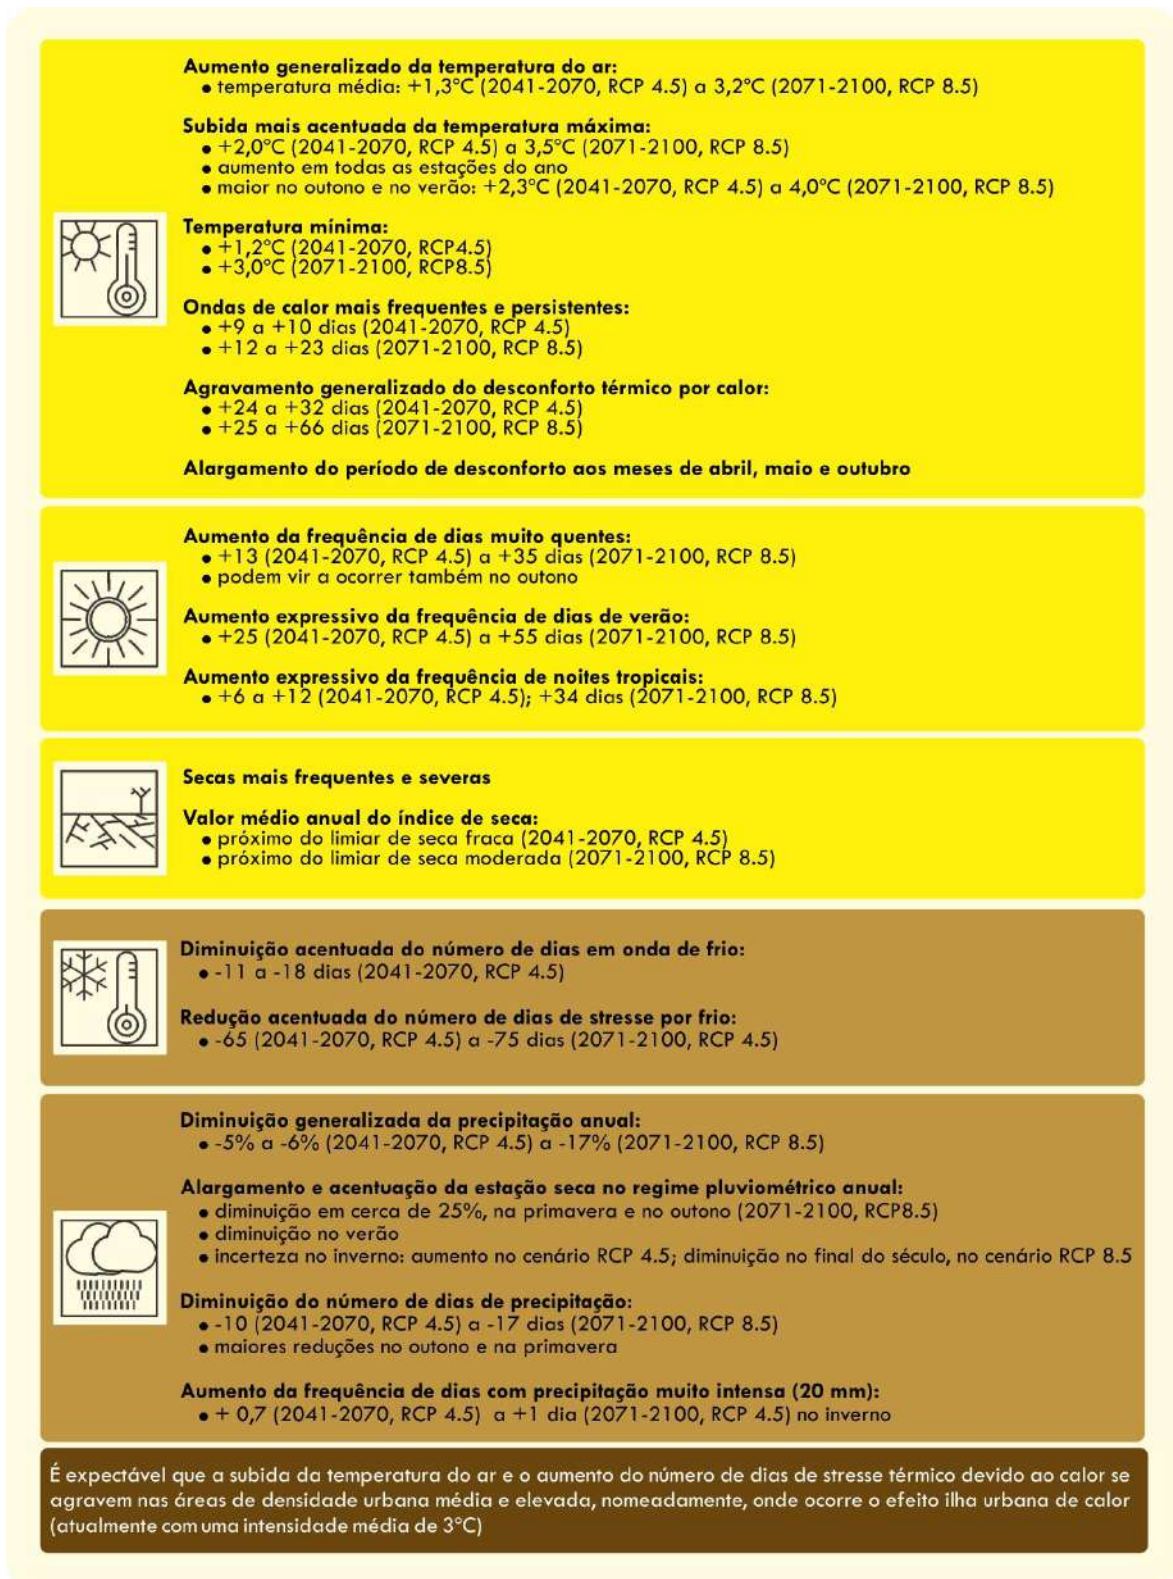 Aumento generalizado da temperatura do ar:
• temperatura média: +1,3ºC (2041-2070, RCP 4.5) a 3,2ºC (2071-2100, RCP 8.5)
Subida mais acentuada da temperatura máxima:
• +2,0ºC (2041-2070, RCP 4.5) a 3,5ºC (2071-2100, RCP 8.5)
• aumento em todas as estações do ano
• maior no outono e no verão: +2,3ºC (2041-2070, RCP 4.5) a 4,0ºC (2071-2100, RCP 8.5)
Temperatura mínima:
• +1,2ºC (2041-2070, RCP4.5)
• +3,0ºC (2071-2100, RCP8.5)
Ondas de calor mais frequentes e persistentes:
• +9 a +10 dias (2041-2070, RCP 4.5)
• +12 a +23 dias (2071-2100, RCP 8.5)
Agravamento generalizado do desconforto térmico por calor:
• +24 a +32 dias (2041-2070, RCP 4.5)
• +25 a +66 dias (2071-2100, RCP 8.5)
Alargamento do período de desconforto aos meses de abril, maio e outubro
Aumento da frequência de dias muito quentes:
• +13 (2041-2070, RCP 4.5) a +35 dias (2071-2100, RCP 8.5)
• podem vir a ocorrer também no outono
Aumento expressivo da frequência de dias de verão:
• +25 (2041-2070, RCP 4.5) a +55 dias (2071-2100, RCP 8.5)
Aumento expressivo da frequência de noites tropicais:
• +6 a +12 (2041-2070, RCP 4.5); +34 dias (2071-2100, RCP 8.5)
Secas mais frequentes e severas
Valor médio anual do índice de seca:
• próximo do limiar de seca fraca (2041-2070, RCP 4.5)
• próximo do limiar de seca moderada (2071-2100, RCP 8.5)
Diminuição acentuada do número de dias em onda de frio:
• -11 a -18 dias (2041-2070, RCP 4.5)
Redução acentuada do número de dias de stresse por frio:
• -65 (2041-2070, RCP 4.5) a -75 dias (2071-2100, RCP 4.5)
Diminuição generalizada da precipitação anual:
• -5% a -6% (2041-2070, RCP 4.5) a -17% (2071-2100, RCP 8.5)
Alargamento e acentuação da estação seca no regime pluviométrico anual:
• diminuição em cerca de 25%, na primavera e no outono (2071-2100, RCP8.5)
• diminuição no verão
• incerteza no inverno: aumento no cenário RCP 4.5; diminuição no final do século, no cenário RCP 8.5
Diminuição do número de dias de precipitação:
• -10 (2041-2070, RCP 4.5) a -17 dias (2071-2100, RCP 8.5)
• maiores reduções no outono e na primavera
Aumento da frequência de dias com precipitação muito intensa (20 mm):
• + 0,7 (2041-2070, RCP 4.5) a +1 dia (2071-2100, RCP 4.5) no inverno
É expectável que a subida da temperatura do ar e o aumento do número de dias de stresse térmico devido ao calor se
agravem nas áreas de densidade urbana média e elevada, nomeadamente, onde ocorre o efeito ilha urbana de calor
(atualmente com uma intensidade média de 3ºC)